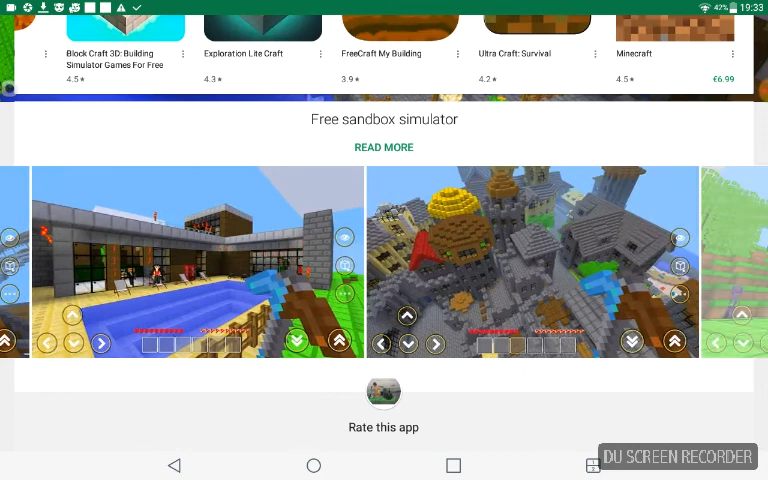 42% 19:33
Block Craft 3D: Building
Simulator Games For Free
4.5★
Exploration Lite Craft
4.3★
FreeCraft My Building
3.9★
Ultra Craft: Survival
4.2★
Minecraft
4.5★ €6.99
Free sandbox simulator
READ MORE
Rate this app
DU SCREEN RECORDER